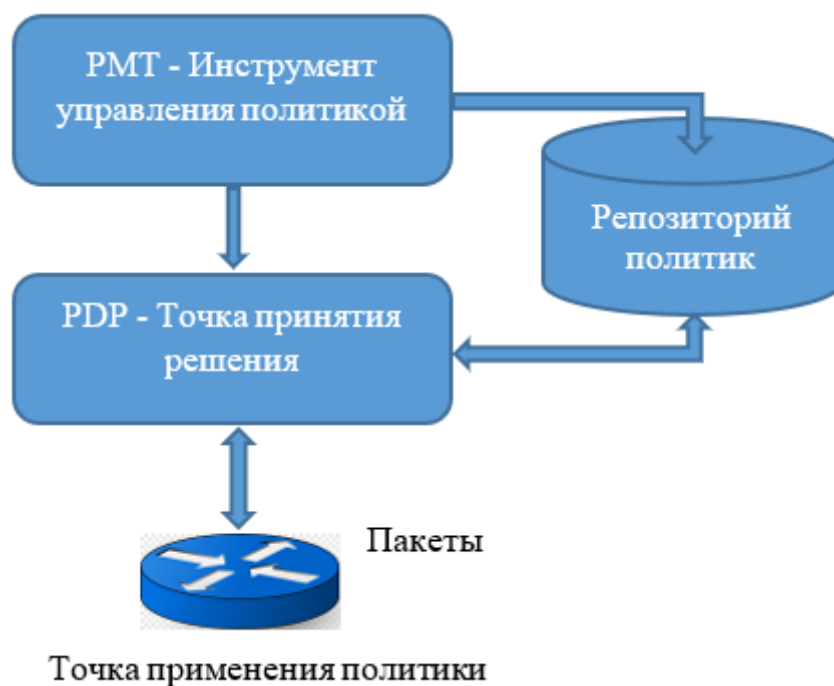 PMT - Инструмент
управления политикой
Репозиторий
политик
PDP - Точка принятия
решения
Пакеты
Точка применения политики